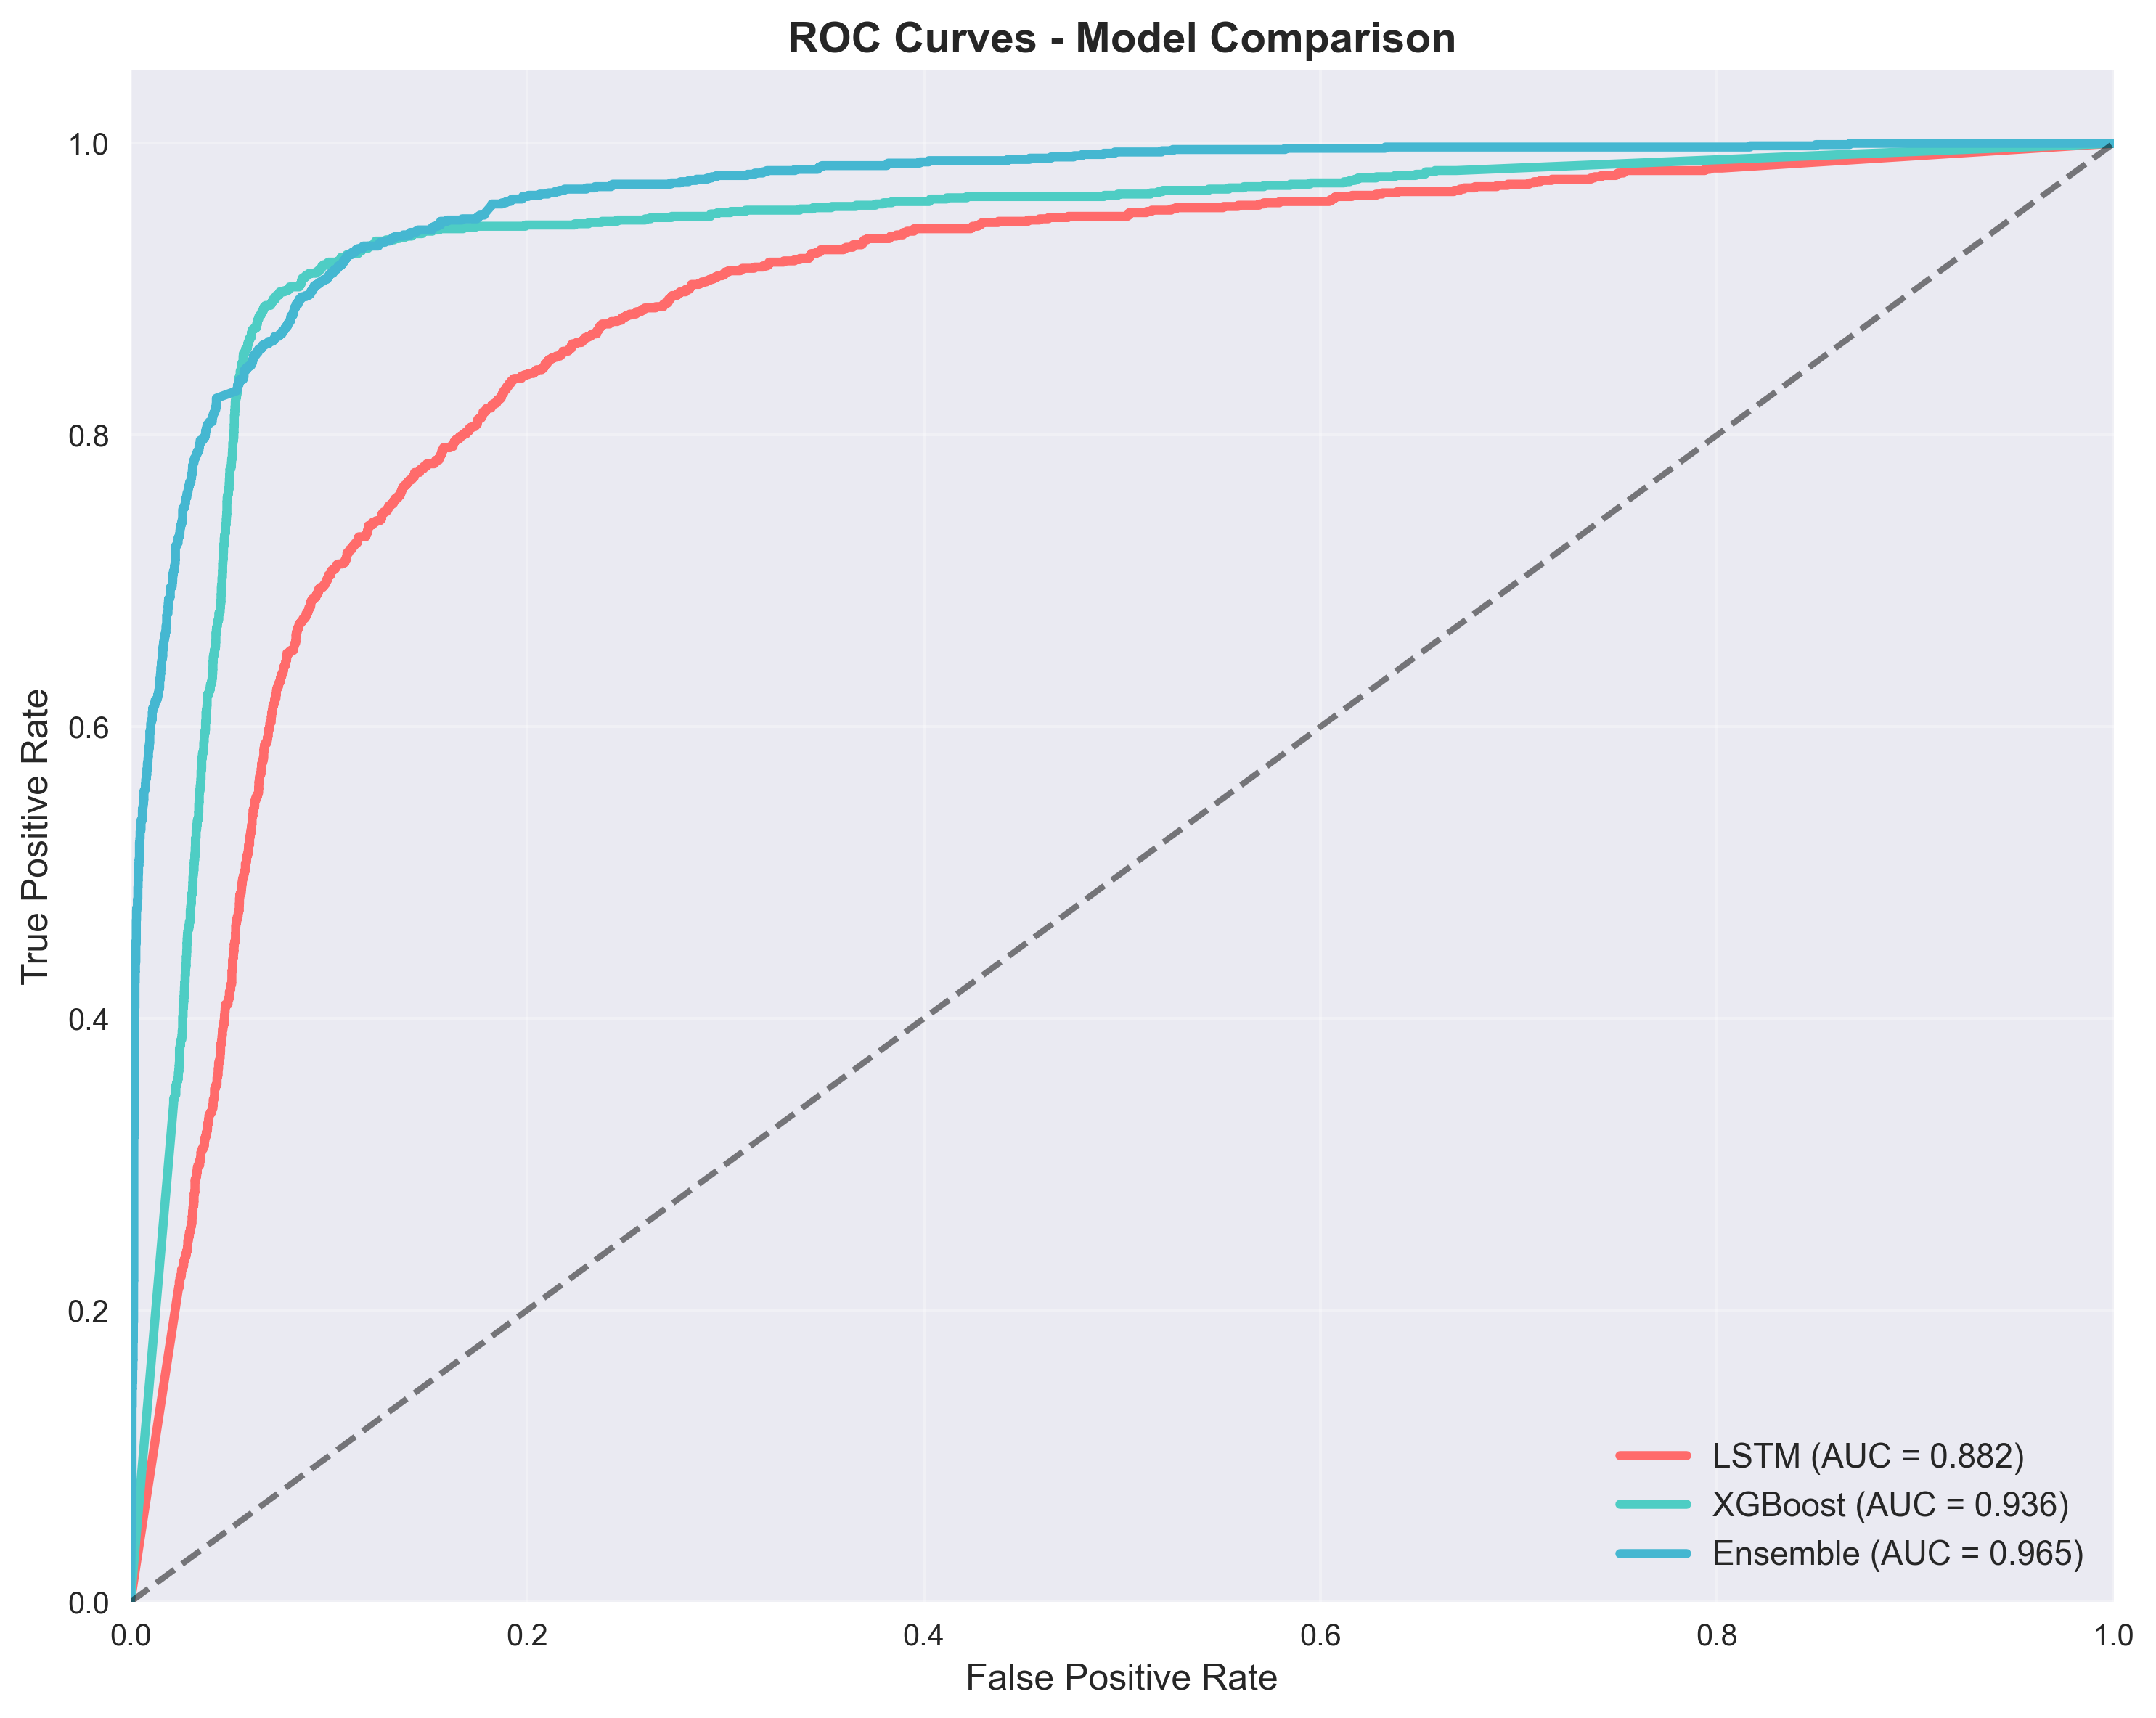 ROC Curves - Model Comparison
True Positive Rate
1.0
0.8
0.6
0.4
0.2
0.0
LSTM (AUC = 0.882)
XGBoost (AUC = 0.936)
Ensemble (AUC = 0.965)
0.0 0.2 0.4 0.6 0.8 1.0
False Positive Rate